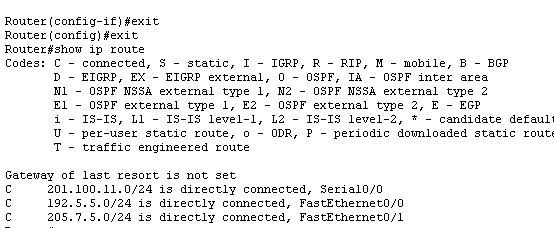 Router(config-if)#exit
Router(config)#exit
Router#show ip route
Codes: C - connected, S - static, I - IGRP, R - RIP, M - mobile, B - BGP
       D - EIGRP, EX - EIGRP external, O - OSPF, IA - OSPF inter area
       N1 - OSPF NSSA external type 1, N2 - OSPF NSSA external type 2
       E1 - OSPF external type 1, E2 - OSPF external type 2, E - EGP
       i - IS-IS, L1 - IS-IS level-1, L2 - IS-IS level-2, * - candidate default
       U - per-user static route, o - ODR, P - periodic downloaded static route
       T - traffic engineered route
Gateway of last resort is not set
C     201.100.11.0/24 is directly connected, Serial0/0
C     192.5.5.0/24 is directly connected, FastEthernet0/0
C     205.7.5.0/24 is directly connected, FastEthernet0/1